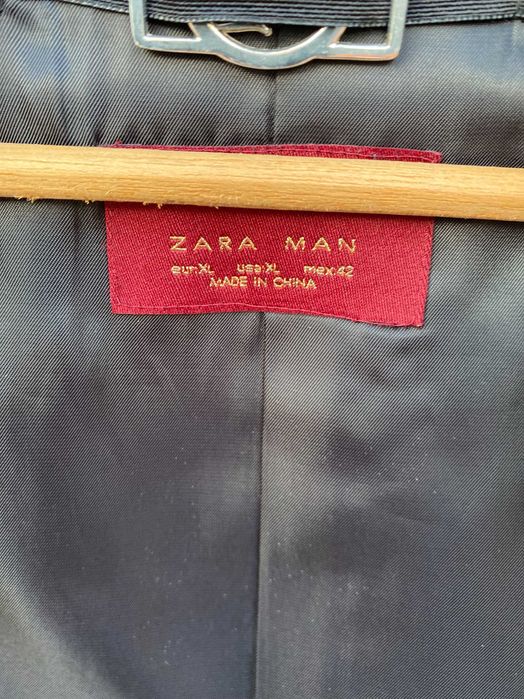 ZARA MAN
eur:XL usa:XL mex:42
MADE IN CHINA